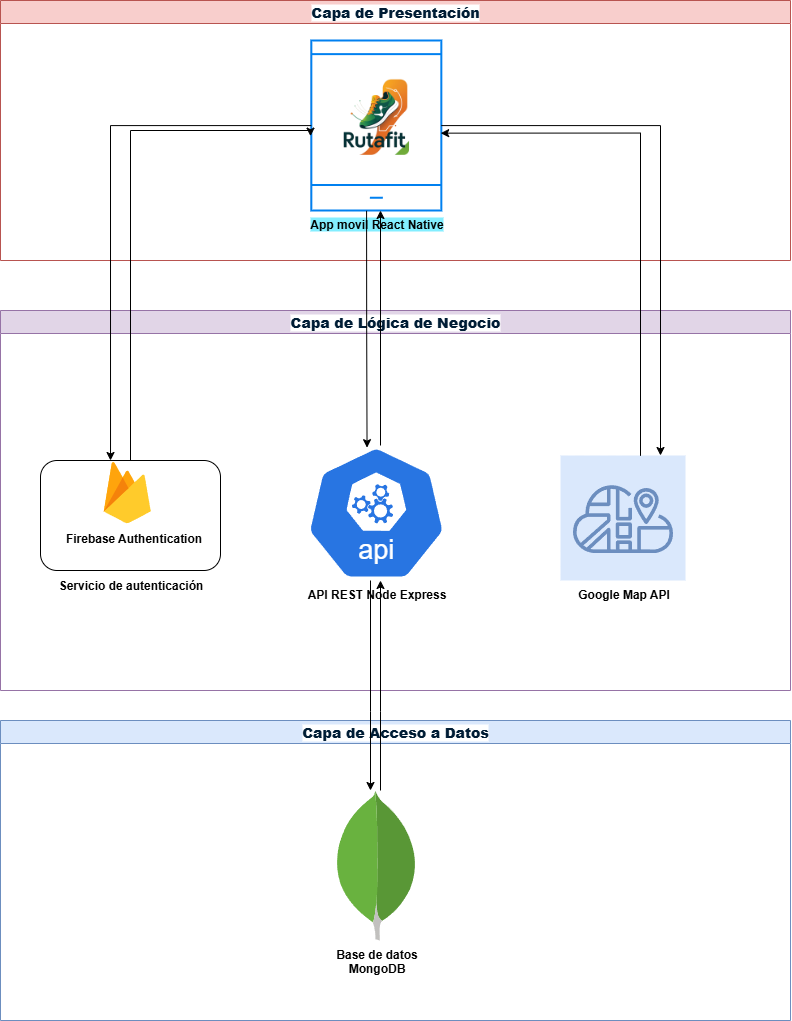 Capa de Presentación
Rutafit
App movil React Native
Capa de Lógica de Negocio
Firebase Authentication
Servicio de autenticación
api
API REST Node Express
Google Map API
Capa de Acceso a Datos
Base de datos
MongoDB